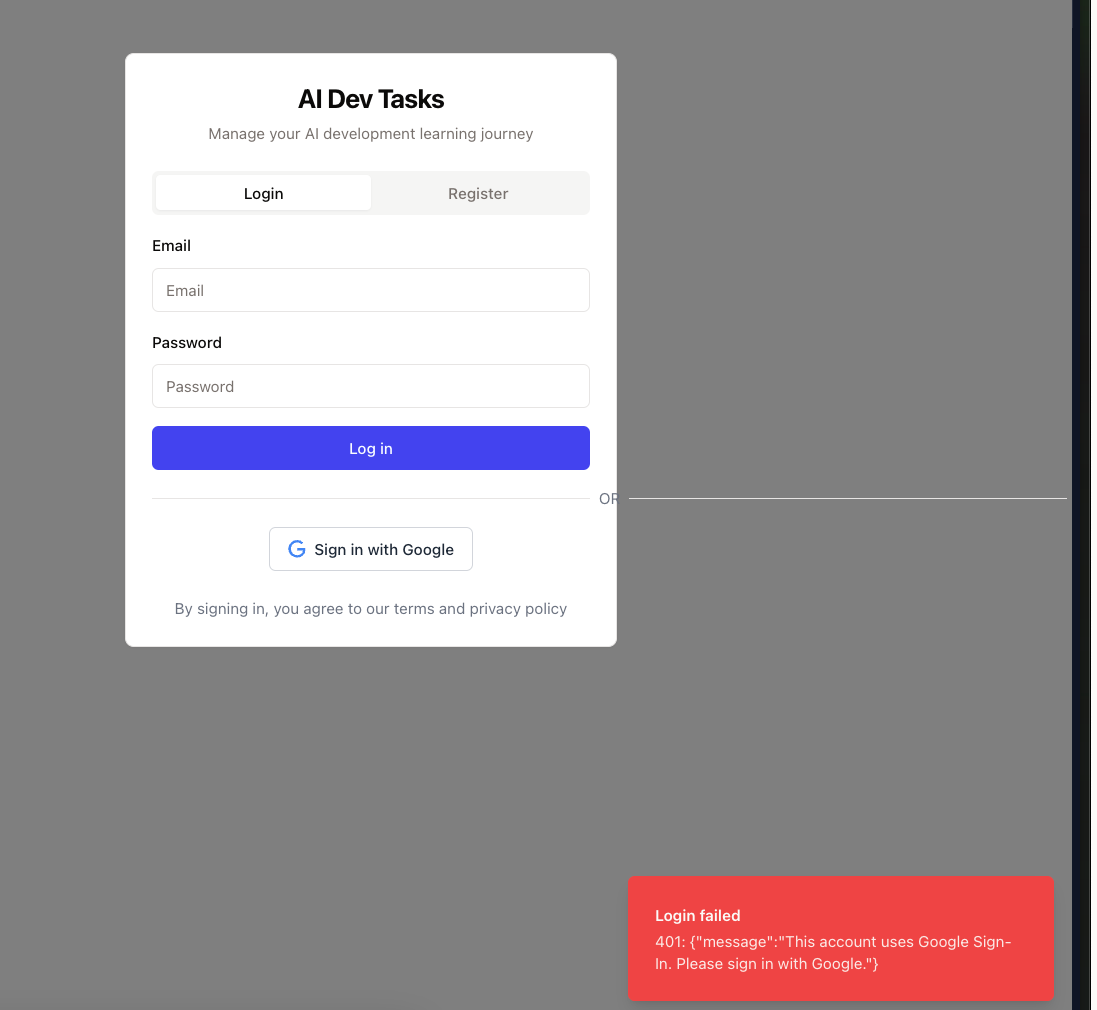 AI Dev Tasks
Manage your AI development learning journey
Login
Register
Email
Email
Password
Password
Log in
OR
Sign in with Google
By signing in, you agree to our terms and privacy policy
Login failed
401: {"message":"This account uses Google Sign-
In. Please sign in with Google."}